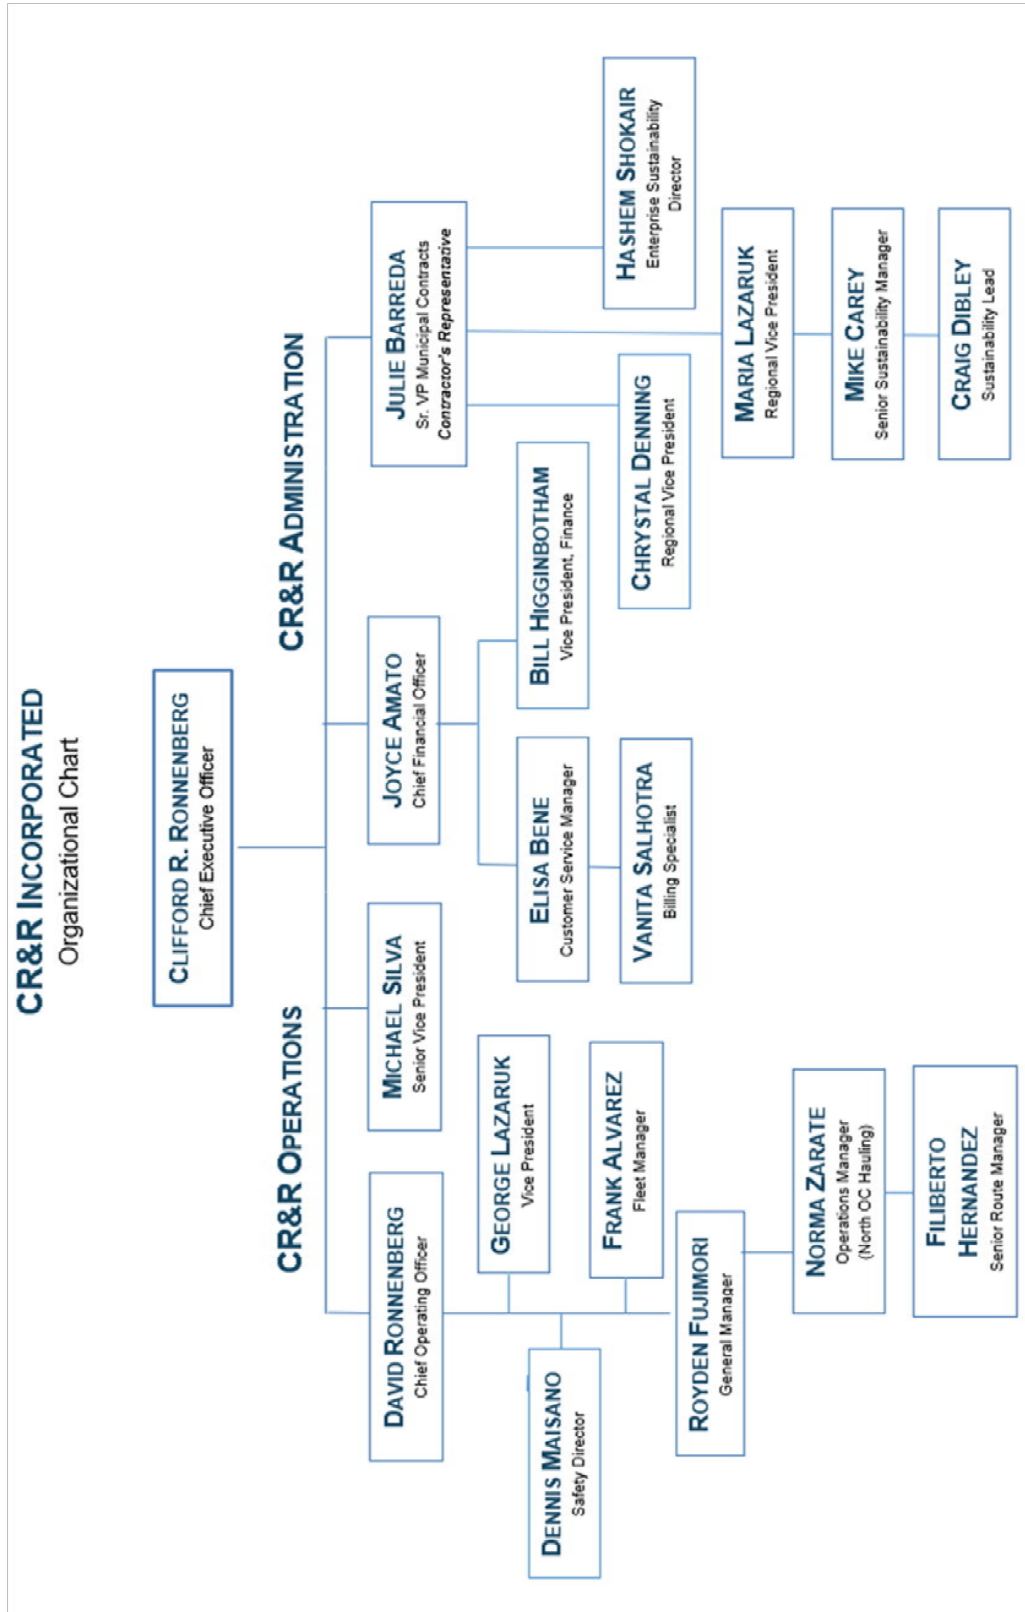 CR&R INCORPORATED
Organizational Chart
CLIFFORD R. RONNENBERG
Chief Executive Officer
CR&R OPERATIONS
CR&R ADMINISTRATION
DAVID RONNENBERG
Chief Operating Officer
MICHAEL SILVA
Senior Vice President
JOYCE AMATO
Chief Financial Officer
JULIE BARREDA
Sr. VP Municipal Contracts
Contractor's Representative
GEORGE LAZARUK
Vice President
DENNIS MAISANO
Safety Director
FRANK ALVAREZ
Fleet Manager
ROYDEN FUJIMORI
General Manager
NORMA ZARATE
Operations Manager
(North OC Hauling)
FILIBERTO
HERNANDEZ
Senior Route Manager
ELISA BENE
Customer Service Manager
VANITA SALHOTRA
Billing Specialist
BILL HIGGINBOTHAM
Vice President, Finance
CHRYSTAL DENNING
Regional Vice President
HASHEM SHOKAIR
Enterprise Sustainability
Director
MARIA LAZARUK
Regional Vice President
MIKE CAREY
Senior Sustainability Manager
CRAIG DIBLEY
Sustainability Lead